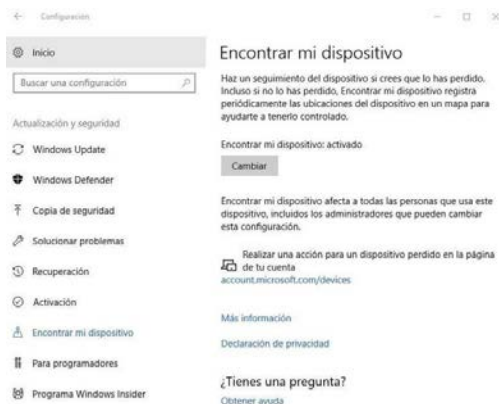 Configuración
Inicio
Buscar una configuración
Actualización y seguridad
Windows Update
Windows Defender
Copia de seguridad
Solucionar problemas
Recuperación
Activación
Encontrar mi dispositivo
Para programadores
Programa Windows Insider
Encontrar mi dispositivo
Haz un seguimiento del dispositivo si crees que lo has perdido.
Incluso si no lo has perdido, Encontrar mi dispositivo registra
periódicamente las ubicaciones del dispositivo en un mapa para
ayudarte a tenerlo controlado.
Encontrar mi dispositivo: activado
Cambiar
Encontrar mi dispositivo afecta a todas las personas que usa este
dispositivo, incluidos los administradores que pueden cambiar
esta configuración.
Realizar una acción para un dispositivo perdido en la página
de tu cuenta
account.microsoft.com/devices
Más información
Declaración de privacidad
¿Tienes una pregunta?
Obtener ayuda